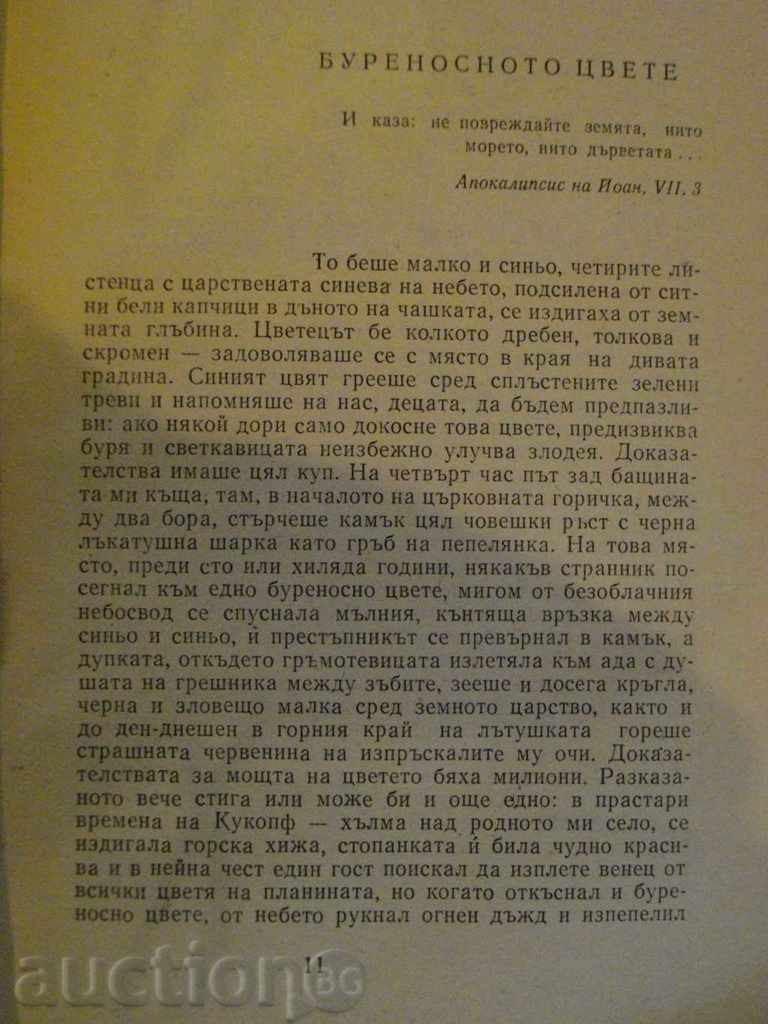 БУРЕНОСНОТО ЦВЕТЕ
И каза: не повреждайте земята, нито
морето, нито дърветата...
Апокалипсис на Йоан, VII. 3
То беше малко и синьо, четирите ли-
стенца с царствената синева на небето, подсилена от сит-
ни бели капчици в дъното на чашката, се издигаха от зем-
ната глъбина. Цветецът бе колкото дребен, толкова и
скромен — задоволяваше се с място в края на дивата
градина. Синият цвят грееше сред сплъстените зелени
треви и напомняше на нас, децата, да бъдем предпазли-
ви: ако някой дори само докосне това цвете, предизвиква
буря и светкавицата неизбежно улучва злодея. Доказа-
телства имаше цял куп. На четвърт час път зад бащина-
та ми къща, там, в началото на църковната горичка, меж-
ду два бора, стърчеше камък цял човешки ръст с черна
лъкатушна шарка като гръб на пепелянка. На това мя-
сто, преди сто или хиляда години, някакъв странник по-
сегнал към едно буреносно цвете, мигом от безоблачния
небосвод се спуснала мълния, кънтяща връзка между
синьо и синьо, и престъпникът се превърнал в камък, а
дупката, откъдето гръмотевицата излетяла към ада с ду-
шата на грешника между зъбите, зееше и досега кръгла,
черна и зловещо малка сред земното царство, както и
до ден-днешен в горния край на лътушката гореше
страшната червенина на изпръскалите му очи. Доказа-
телствата за мощта на цветето бяха милиони. Разказа-
ното вече стига или може би и още едно: в прастари
времена на Кукопф — хълма над родното ми село, се
издигала горска хижа, стопанката ѝ била чудно краси-
ва и в нейна чест един гост поискал да изплете венец от
всички цветя на планината, но когато откъснал и буре-
носно цвете, от небето рукнал огнен дъжд и изпепелил
11
auctionBG